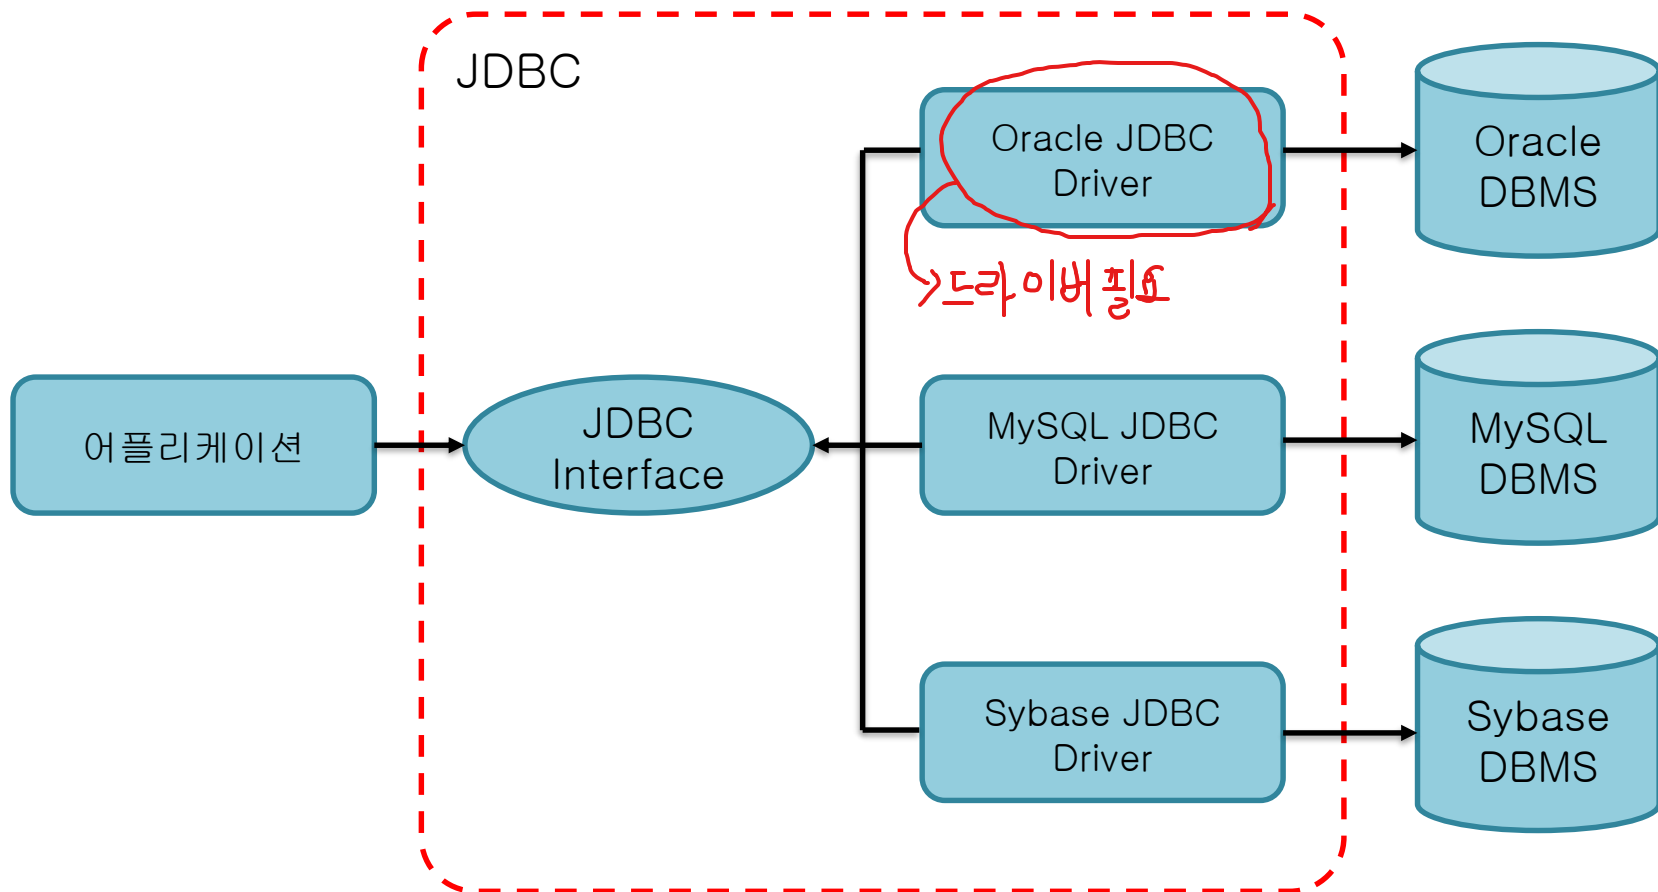 JDBC
Oracle JDBC
Driver
Oracle
DBMS
드라이버 필요
어플리케이션
JDBC
Interface
MySQL JDBC
Driver
MySQL
DBMS
Sybase JDBC
Driver
Sybase
DBMS